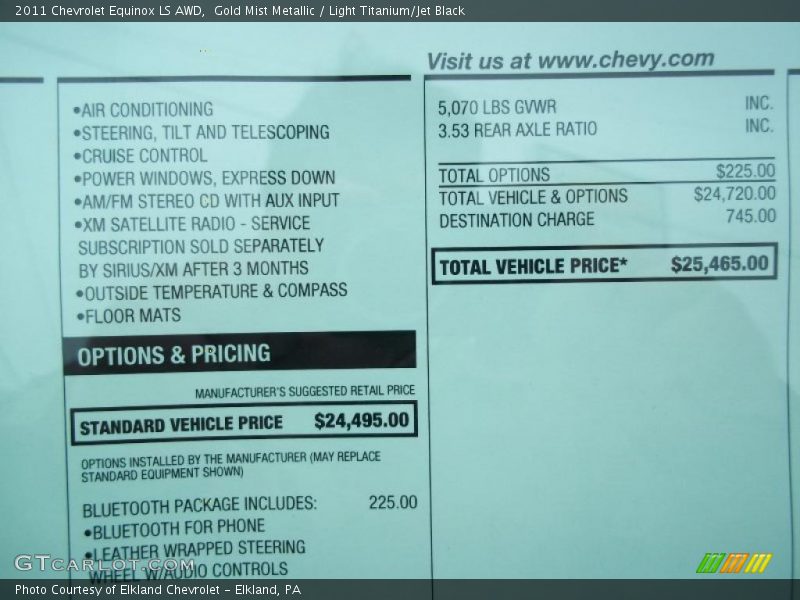 2011 Chevrolet Equinox LS AWD,  Gold Mist Metallic / Light Titanium/Jet Black
Visit us at www.chevy.com
•AIR CONDITIONING
•STEERING, TILT AND TELESCOPING
•CRUISE CONTROL
•POWER WINDOWS, EXPRESS DOWN
•AM/FM STEREO CD WITH AUX INPUT
•XM SATELLITE RADIO - SERVICE
SUBSCRIPTION SOLD SEPARATELY
BY SIRIUS/XM AFTER 3 MONTHS
•OUTSIDE TEMPERATURE & COMPASS
•FLOOR MATS
OPTIONS & PRICING
MANUFACTURER'S SUGGESTED RETAIL PRICE
STANDARD VEHICLE PRICE $24,495.00
OPTIONS INSTALLED BY THE MANUFACTURER (MAY REPLACE
STANDARD EQUIPMENT SHOWN)
BLUETOOTH PACKAGE INCLUDES: 225.00
•BLUETOOTH FOR PHONE
•LEATHER WRAPPED STEERING
WHEEL W/AUDIO CONTROLS
5,070 LBS GVWR INC.
3.53 REAR AXLE RATIO INC.
TOTAL OPTIONS $225.00
TOTAL VEHICLE & OPTIONS $24,720.00
DESTINATION CHARGE 745.00
TOTAL VEHICLE PRICE* $25,465.00
GTcarlot.com
Photo Courtesy of Elkland Chevrolet - Elkland, PA